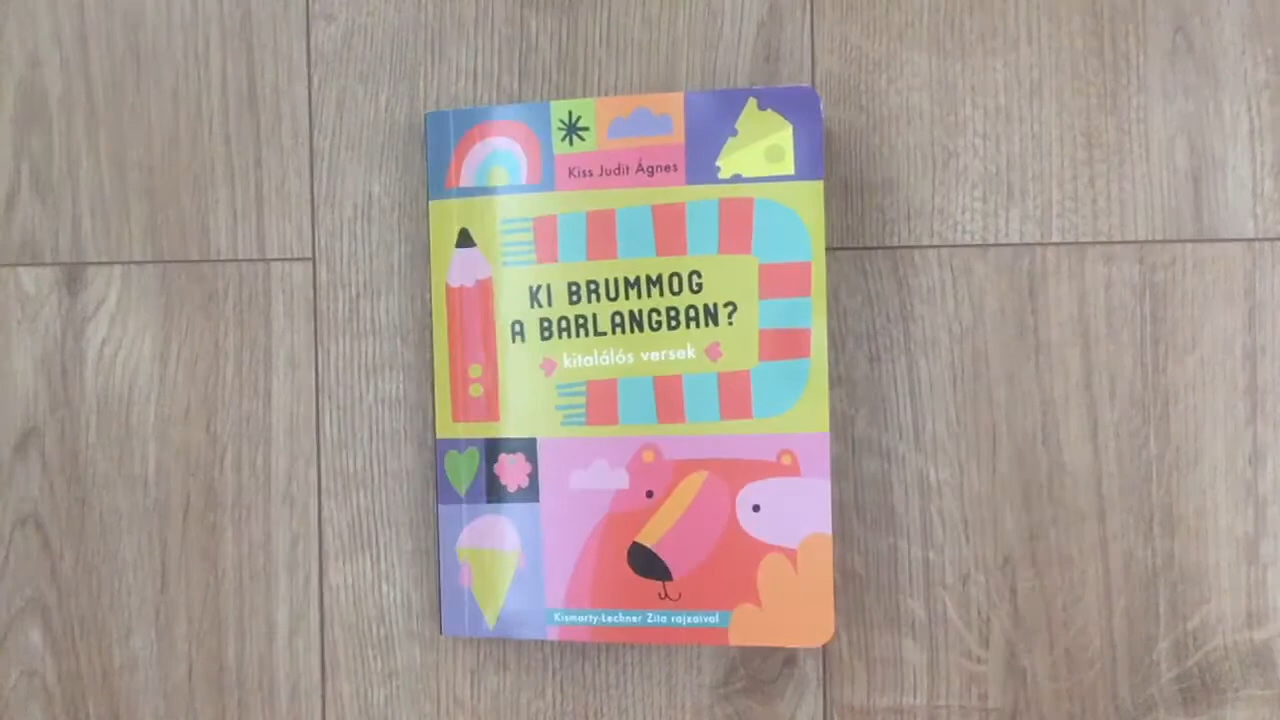 Kiss Judit Ágnes
KI BRUMMOG
A BARLANGBAN?
kitalálós versek
Kismarty-Lechner Zita rajzaival